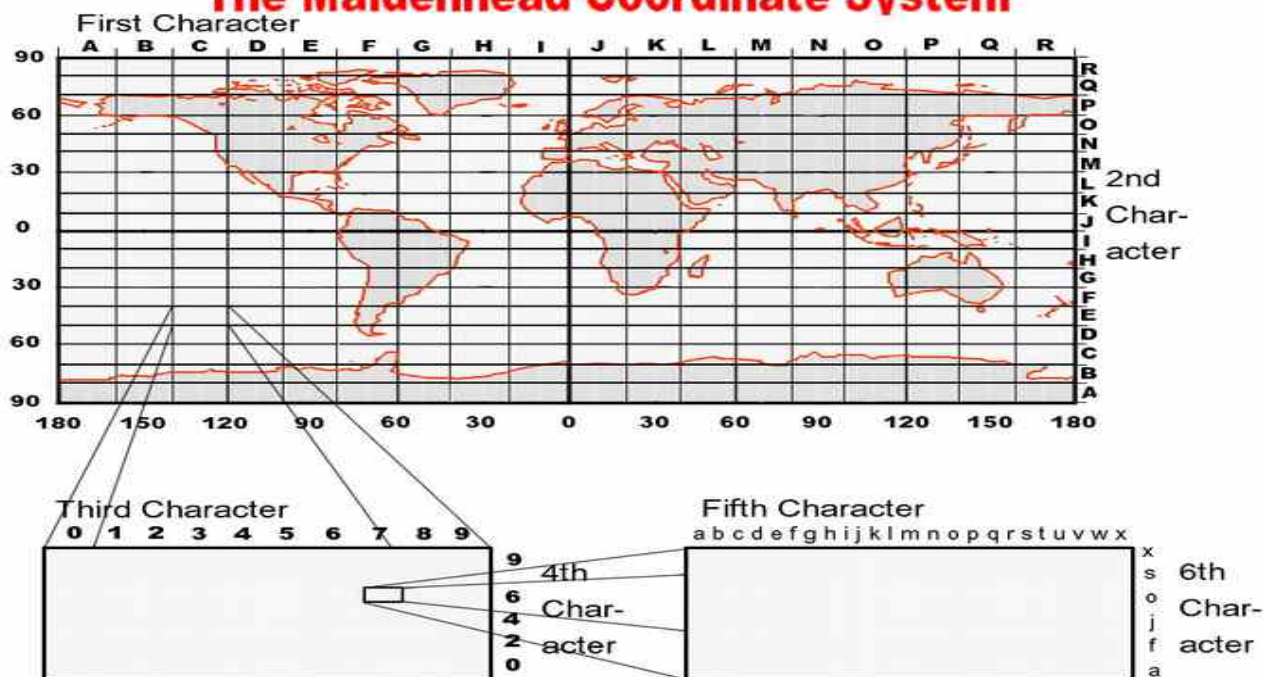 The Maidenhead Coordinate System
First Character
A B C D E F G H I J K L M N O P Q R
90
60
30
0
30
60
90
R
Q
P
O
N
M
L
K
J
I
H
G
F
E
D
C
B
A
2nd
Char-
acter
180 150 120 90 60 30 0 30 60 90 120 150 180
Third Character
0 1 2 3 4 5 6 7 8 9
9
6
4
2
0
4th
Char-
acter
Fifth Character
a b c d e f g h i j k l m n o p q r s t u v w x
x
s
o
j
f
a
6th
Char-
acter